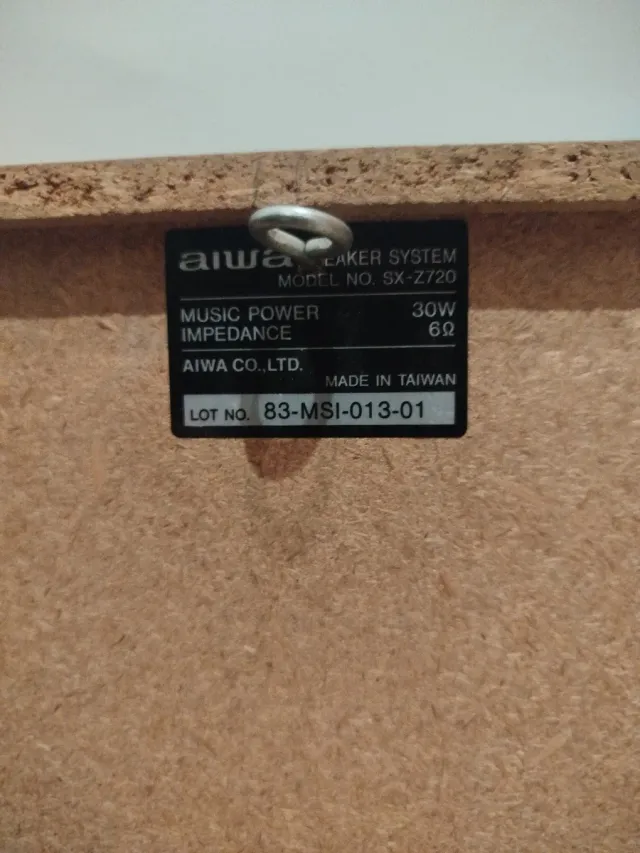 aiwa EAKER SYSTEM
MODEL NO. SX-Z720
MUSIC POWER 30W
IMPEDANCE 6Ω
AIWA CO.,LTD.
MADE IN TAIWAN
LOT NO. 83-MSI-013-01